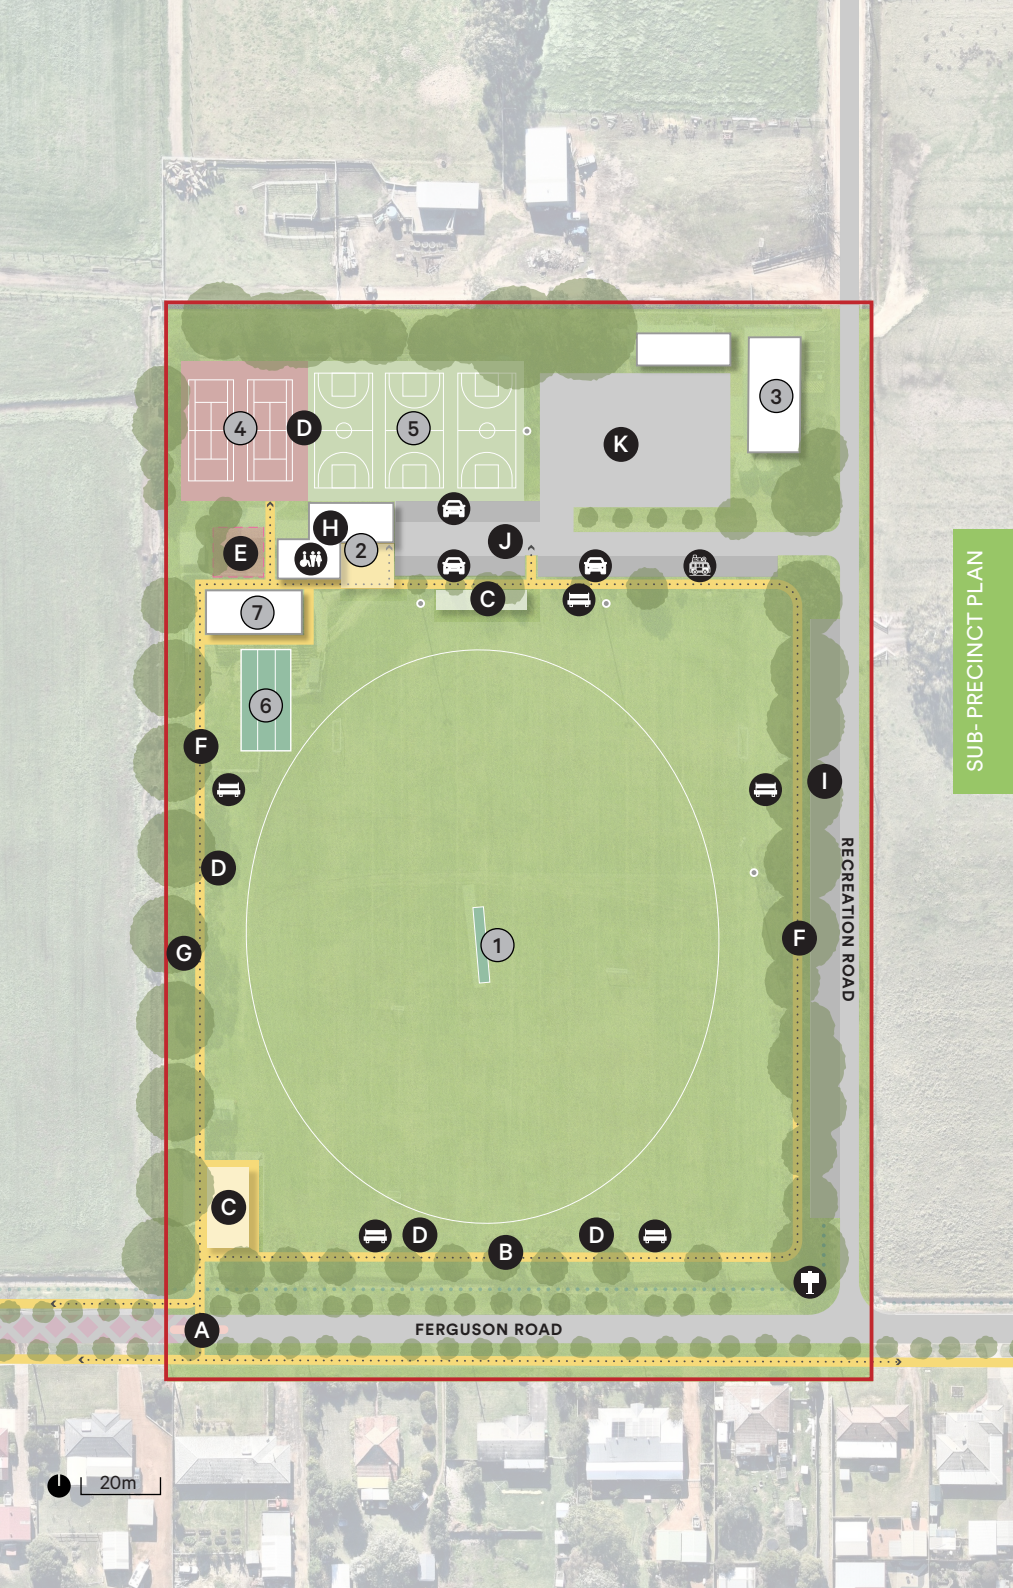 4
D
5
K
3
H
E
2
J
C
7
6
F
I
D
RECREATION ROAD
G
1
F
C
D
D
B
A
FERGUSON ROAD
20m
SUB- PRECINCT PLAN